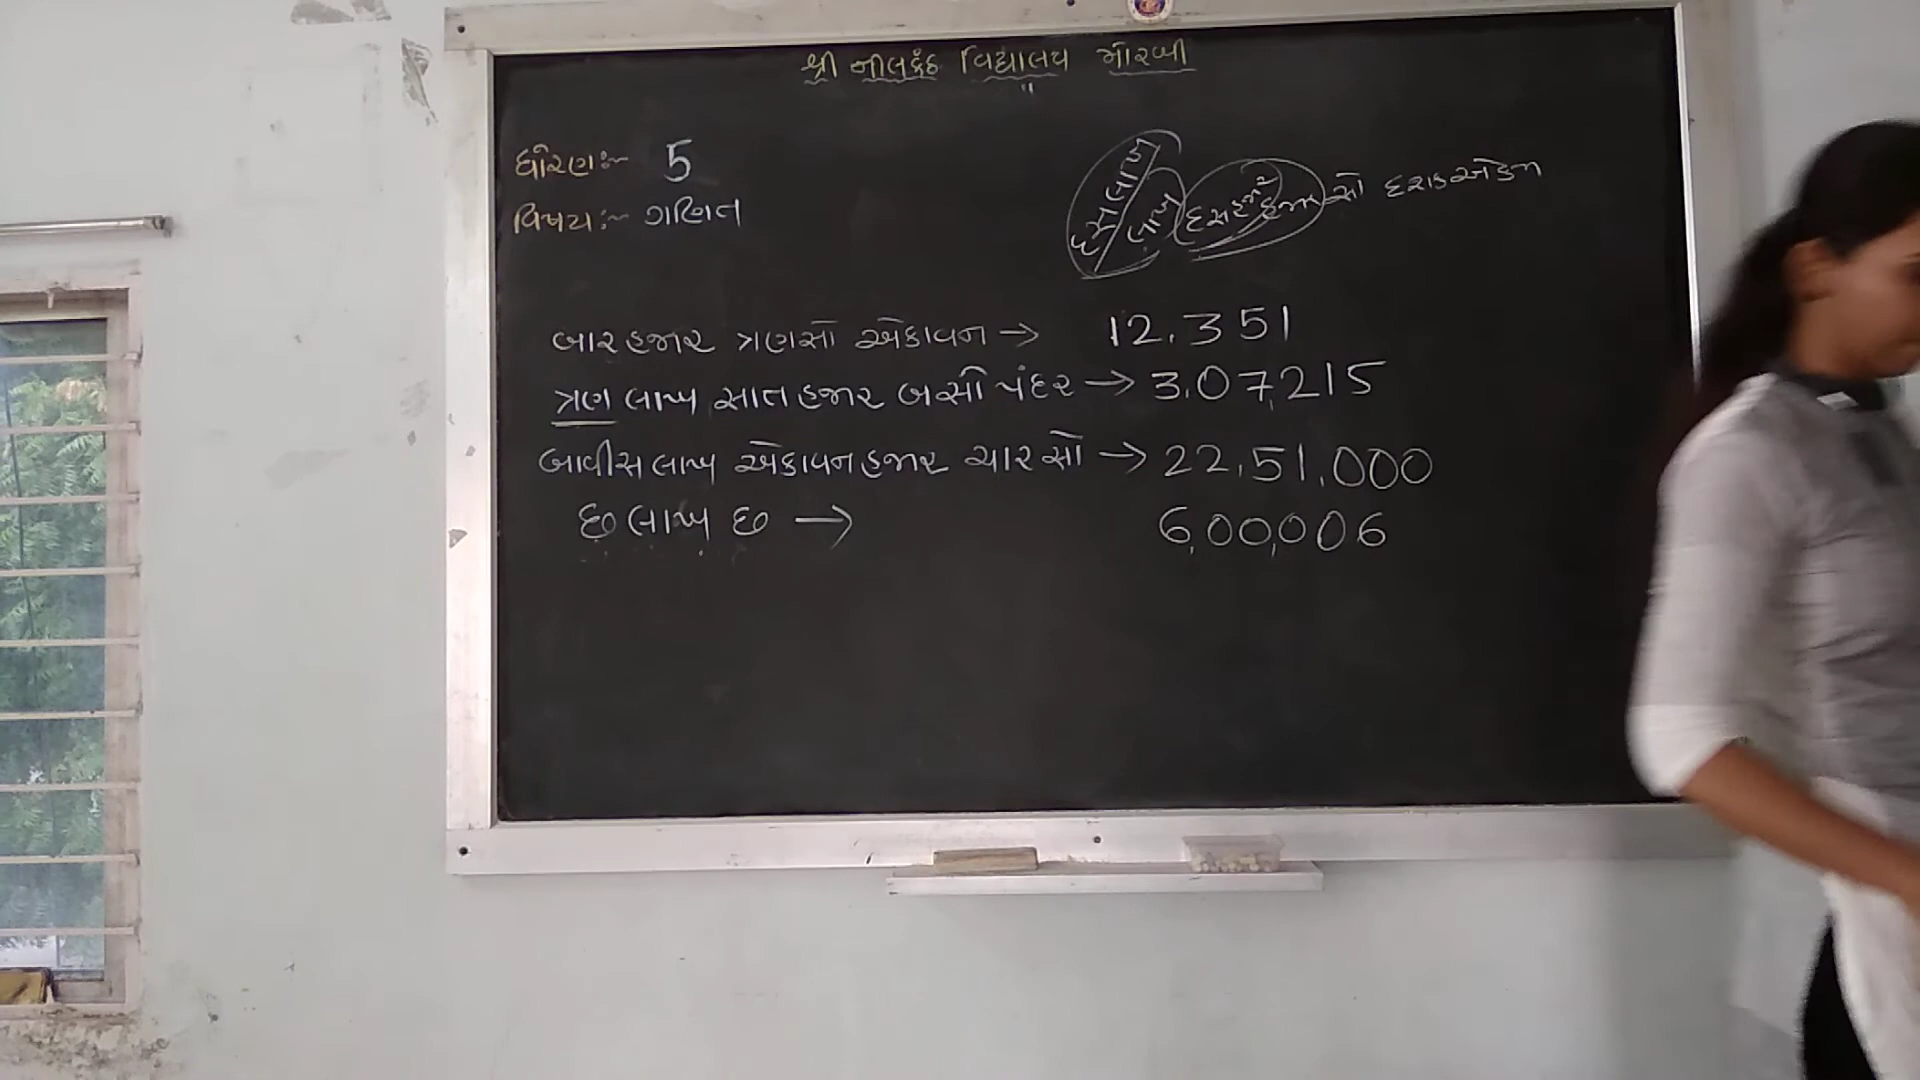 શ્રી નીલકંઠ વિદ્યાલય મોરબી
ધોરણ:- 5
વિષય:- ગણિત
દસલાખ લાખ દસહજાર હજાર સો દશક એકમ
બાર હજાર ત્રણસો એકાવન → 12,351
ત્રણ લાખ સાત હજાર બસો પંદર → 3,07,215
બાવીસ લાખ એકાવન હજાર ચારસો → 22,51,000
છ લાખ છ → 6,00,006